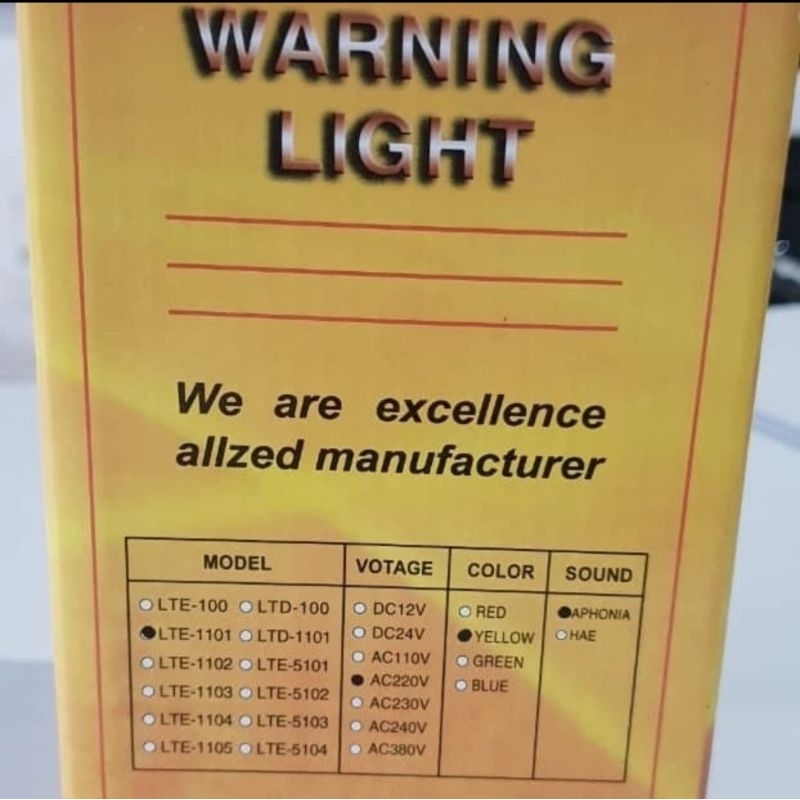 WARNING
LIGHT
We are excellence
allzed manufacturer
MODEL VOTAGE COLOR SOUND
LTE-100 LTD-100 DC12V RED APHONIA
LTE-1101 LTD-1101 DC24V YELLOW HAE
LTE-1102 LTE-5101 AC110V GREEN
LTE-1103 LTE-5102 AC220V BLUE
LTE-1104 LTE-5103 AC230V
LTE-1105 LTE-5104 AC240V
AC380V